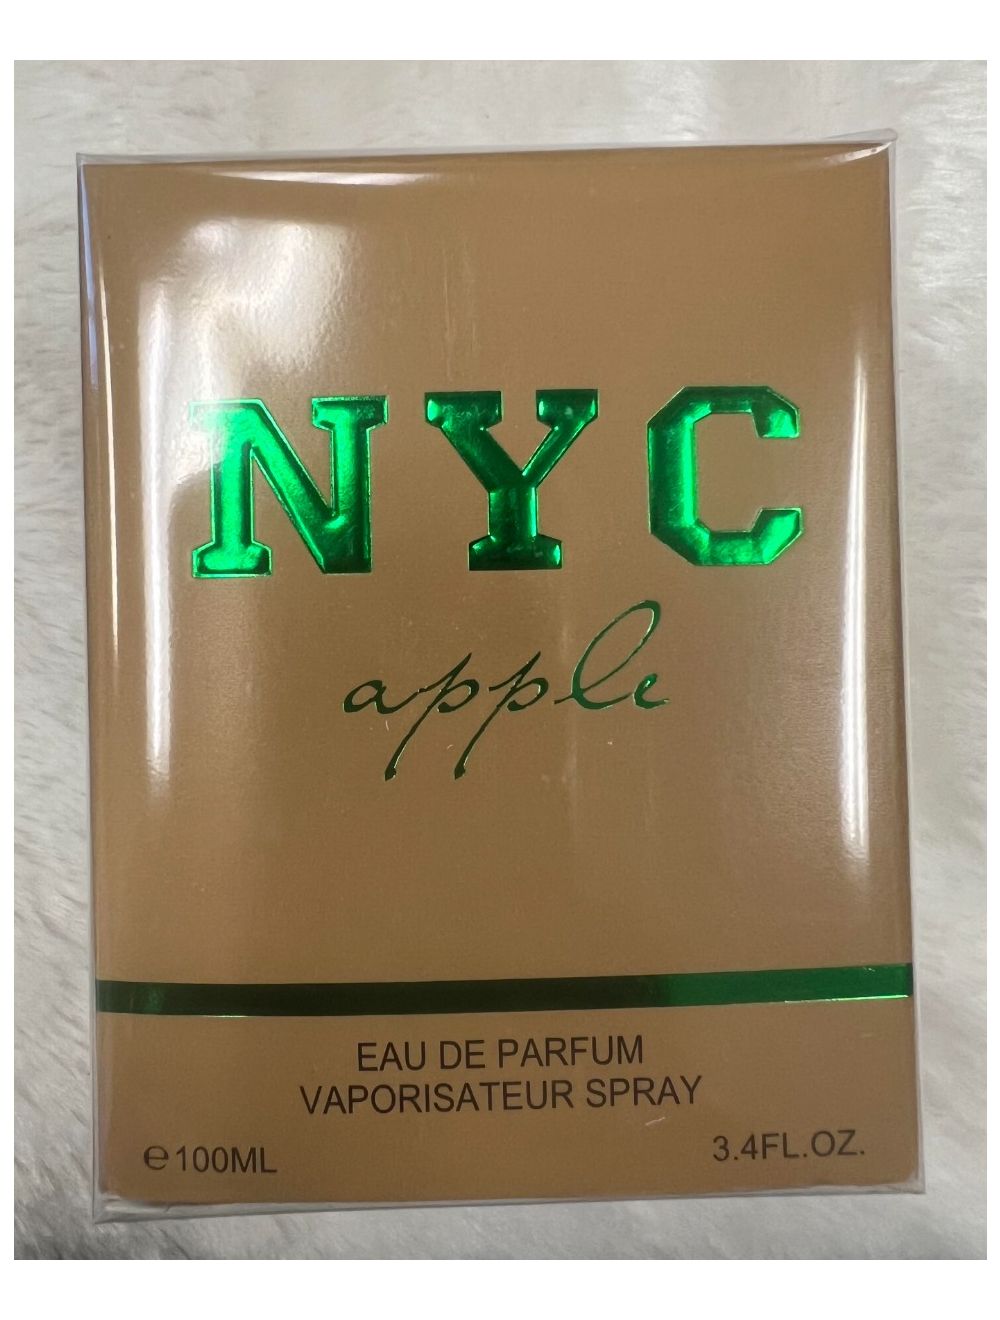 NYC
apple
EAU DE PARFUM
VAPORISATEUR SPRAY
℮100ML
3.4FL.OZ.